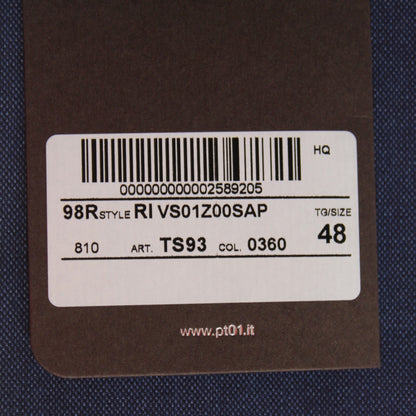 HQ
000000000002589205
98R STYLE RI VS01Z00SAP TG/SIZE
810 ART. TS93 COL. 0360 48
www.pt01.it